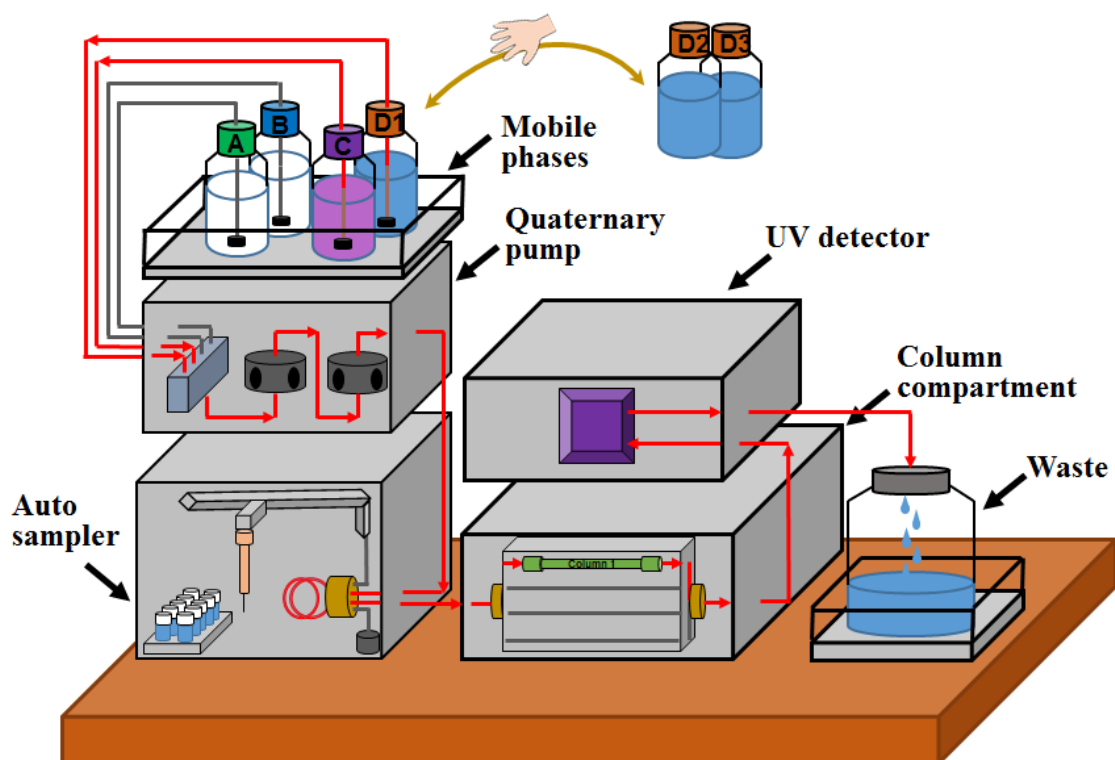 D2 D3
B D1
A C
Mobile
phases
Quaternary
pump
UV detector
Column
compartment
Waste
Auto
sampler
Column 1